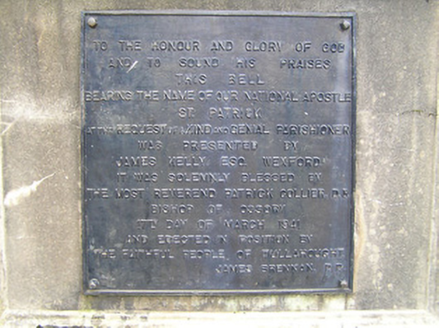 TO THE HONOUR AND GLORY OF GOD
AND TO SOUND HIS PRAISES
THIS BELL
BEARING THE NAME OF OUR NATIONAL APOSTLE
ST. PATRICK
AT THE REQUEST OF A KIND AND GENIAL PARISHIONER
WAS PRESENTED BY
JAMES KELLY, ESQ. WEXFORD
IT WAS SOLEMNLY BLESSED BY
THE MOST REVEREND PATRICK COLLIER, D.D.
BISHOP OF OSSORY
17TH DAY OF MARCH 1941
AND ERECTED IN POSITION BY
THE FAITHFUL PEOPLE OF TULLAHOUGHT
JAMES BRENNAN, P.P.